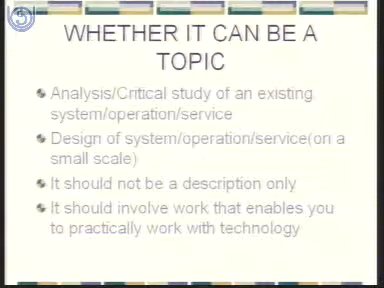 WHETHER IT CAN BE A
TOPIC
Analysis/Critical study of an existing
system/operation/service
Design of system/operation/service(on a
small scale)
It should not be a description only
It should involve work that enables you
to practically work with technology